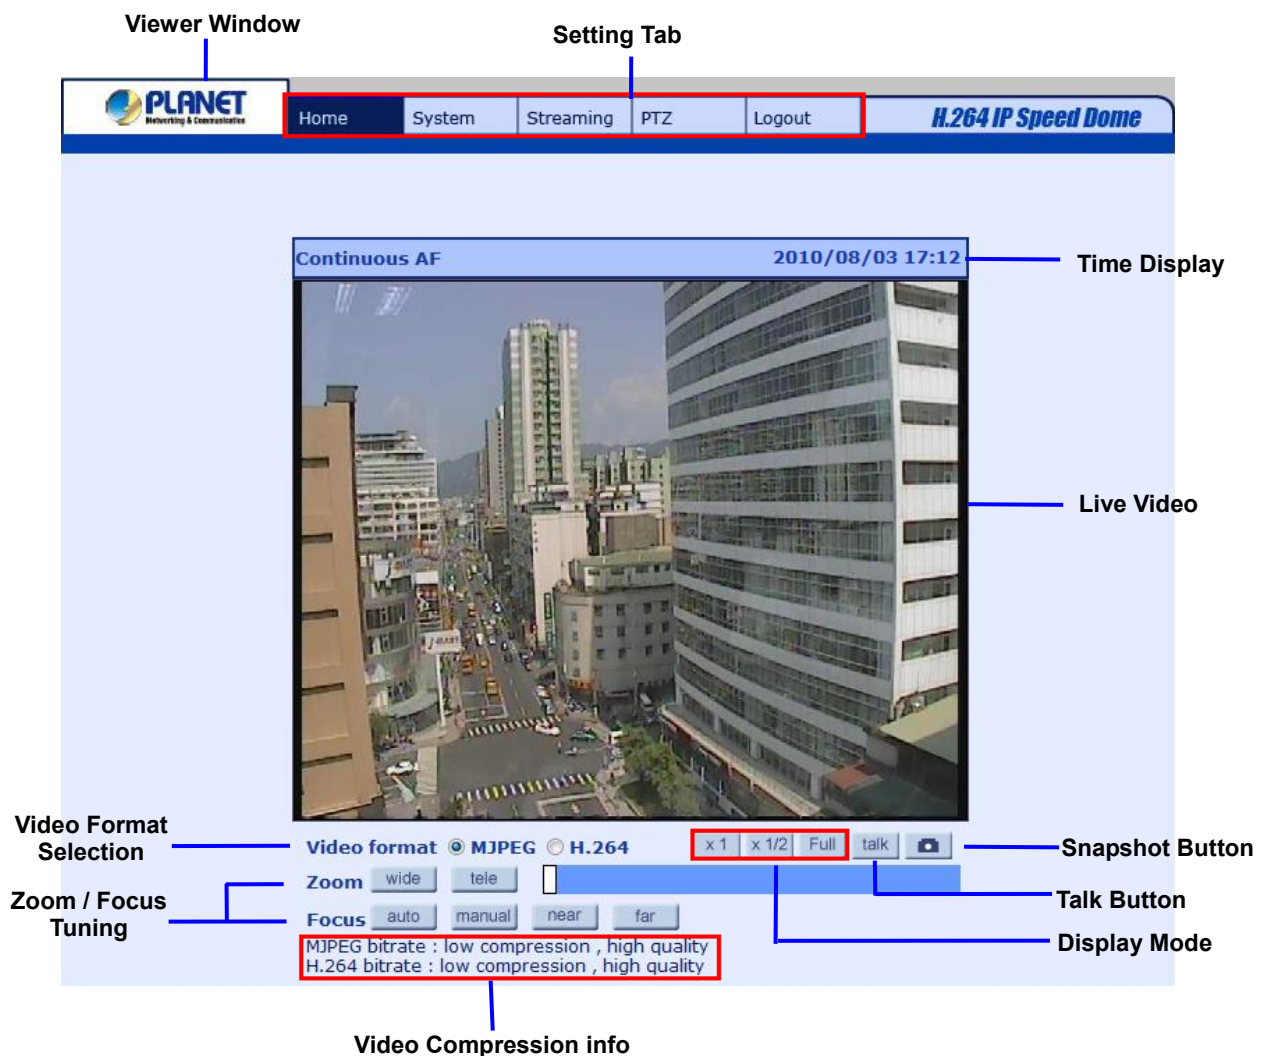 Viewer Window
Setting Tab
PLANET
Networking & Communication
Home System Streaming PTZ Logout
H.264 IP Speed Dome
Continuous AF 2010/08/03 17:12
Time Display
Live Video
Video Format
Selection
Video format MJPEG H.264 x 1 x 1/2 Full talk
Snapshot Button
Zoom wide tele
Talk Button
Zoom / Focus
Tuning
Focus auto manual near far
Display Mode
MJPEG bitrate : low compression , high quality
H.264 bitrate : low compression , high quality
Video Compression info